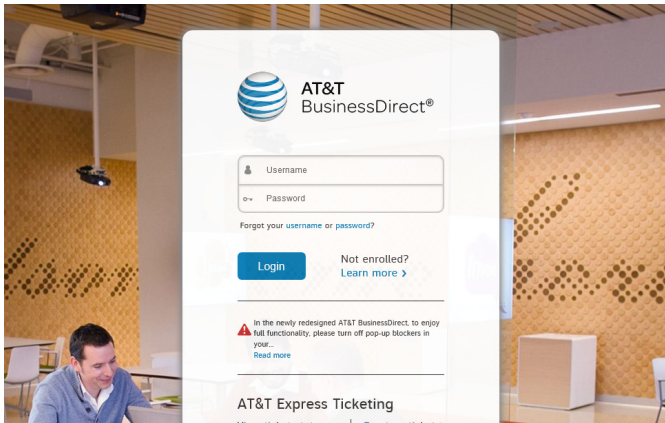 AT&T
BusinessDirect®
Username
Password
Forgot your username or password?
Login
Not enrolled?
Learn more ›
In the newly redesigned AT&T BusinessDirect, to enjoy
full functionality, please turn off pop-up blockers in
your...
Read more
AT&T Express Ticketing